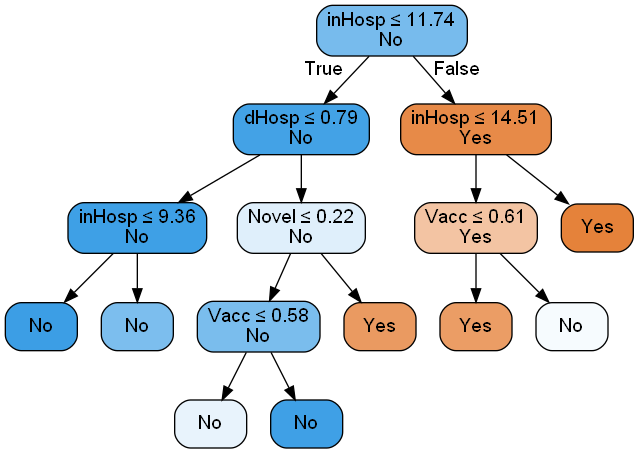 inHosp ≤ 11.74
No
True
False
dHosp ≤ 0.79
No
inHosp ≤ 14.51
Yes
inHosp ≤ 9.36
No
Novel ≤ 0.22
No
Vacc ≤ 0.61
Yes
Yes
No
No
Vacc ≤ 0.58
No
Yes
Yes
No
No
No